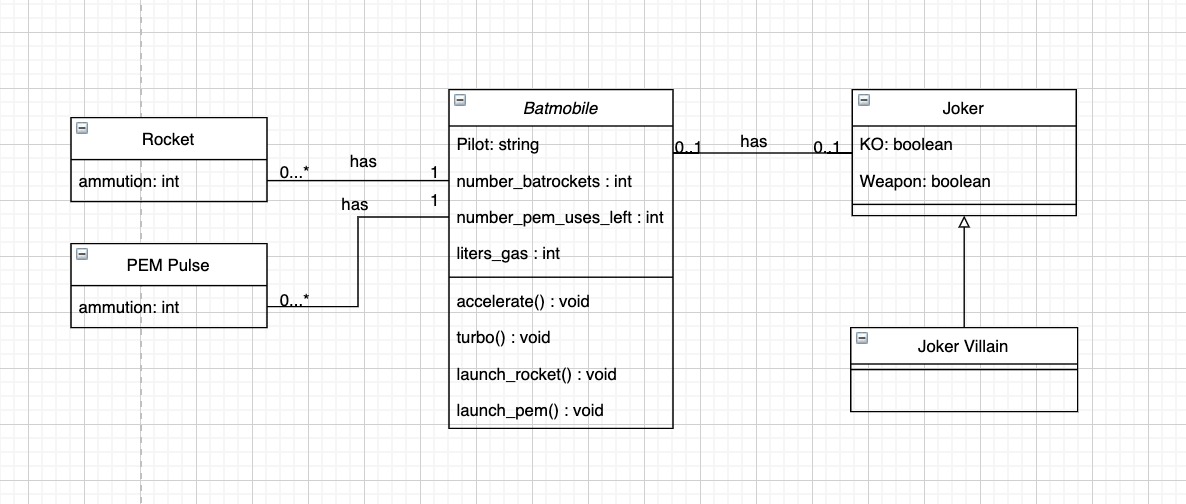 Rocket
ammution: int
0...*
has
1
PEM Pulse
ammution: int
0...*
has
1
Batmobile
Pilot: string
number_batrockets : int
number_pem_uses_left : int
liters_gas : int
accelerate() : void
turbo() : void
launch_rocket() : void
launch_pem() : void
0..1
has
0..1
Joker
KO: boolean
Weapon: boolean
Joker Villain